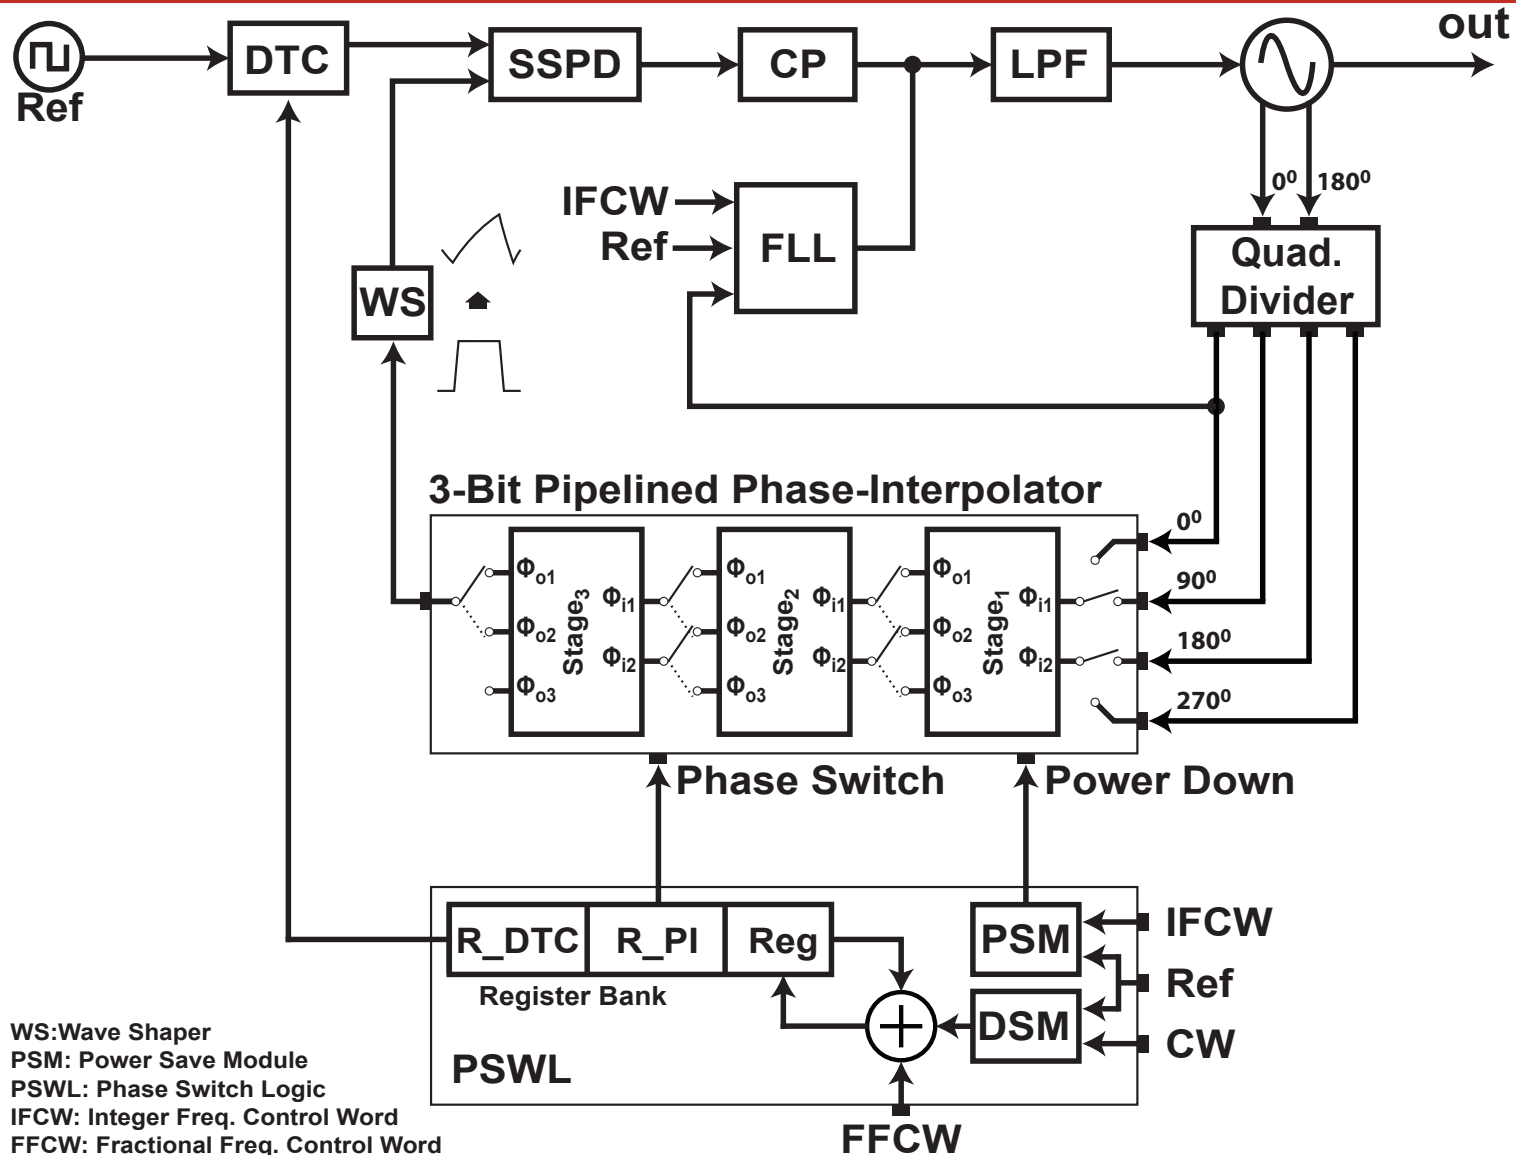 out
Ref
DTC
SSPD
CP
LPF
0⁰
180⁰
IFCW
Ref
FLL
Quad.
Divider
WS
3-Bit Pipelined Phase-Interpolator
0⁰
90⁰
180⁰
270⁰
Φo1
Φo2
Φo3
Stage3
Φi1
Φi2
Φo1
Φo2
Φo3
Stage2
Φi1
Φi2
Φo1
Φo2
Φo3
Stage1
Φi1
Φi2
Phase Switch
Power Down
R_DTC
R_PI
Reg
Register Bank
PSM
DSM
IFCW
Ref
CW
PSWL
FFCW
WS:Wave Shaper
PSM: Power Save Module
PSWL: Phase Switch Logic
IFCW: Integer Freq. Control Word
FFCW: Fractional Freq. Control Word